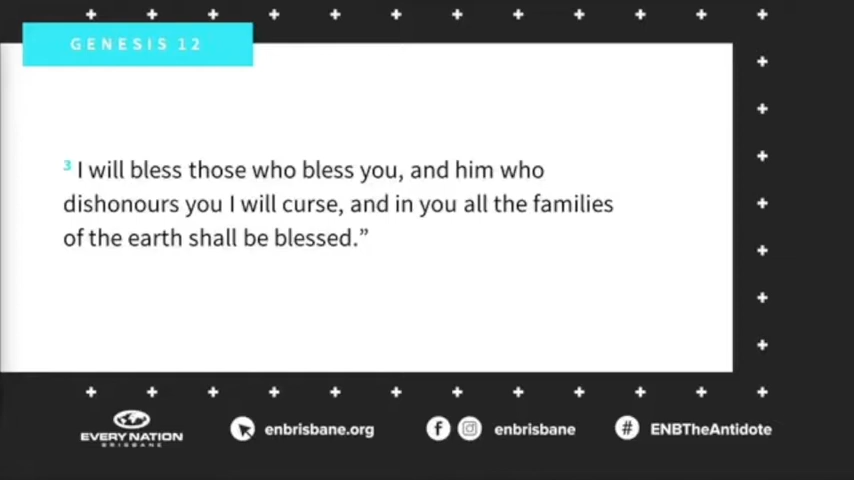 GENESIS 12
3 I will bless those who bless you, and him who
dishonours you I will curse, and in you all the families
of the earth shall be blessed.”
EVERY NATION
BRISBANE
enbrisbane.org
enbrisbane
# ENBTheAntidote